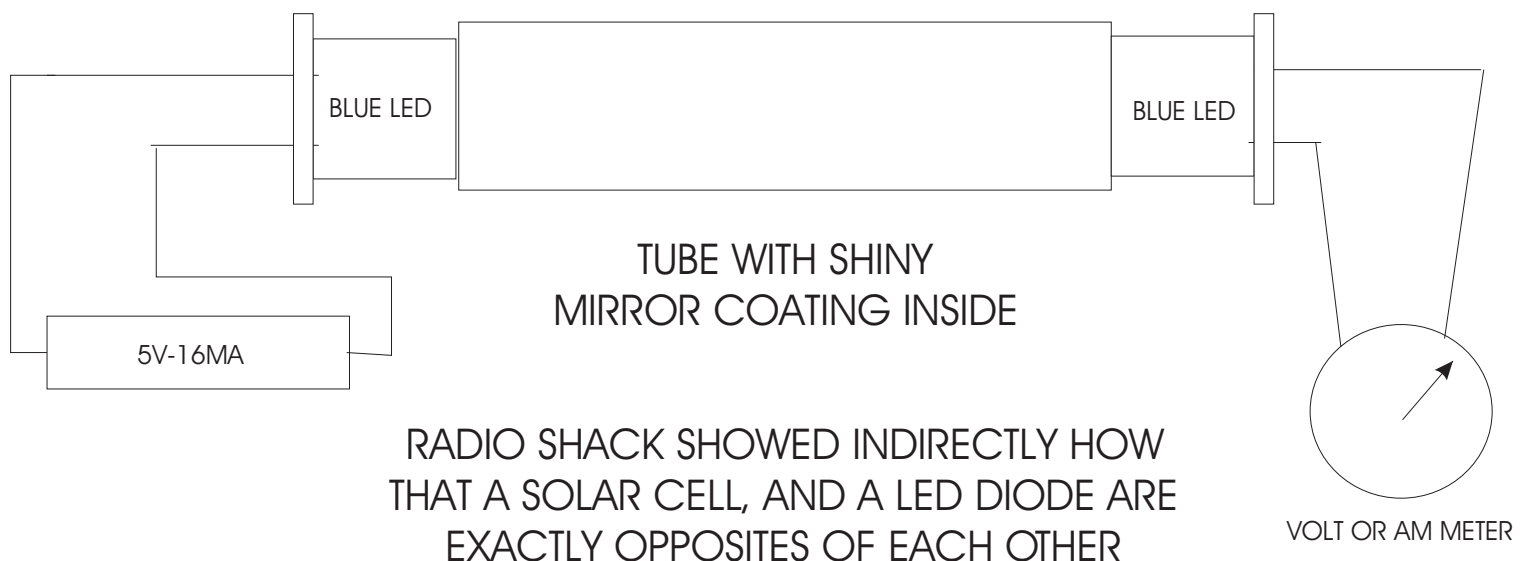 BLUE LED
BLUE LED
TUBE WITH SHINY
MIRROR COATING INSIDE
5V-16MA
RADIO SHACK SHOWED INDIRECTLY HOW
THAT A SOLAR CELL, AND A LED DIODE ARE
EXACTLY OPPOSITES OF EACH OTHER
VOLT OR AM METER